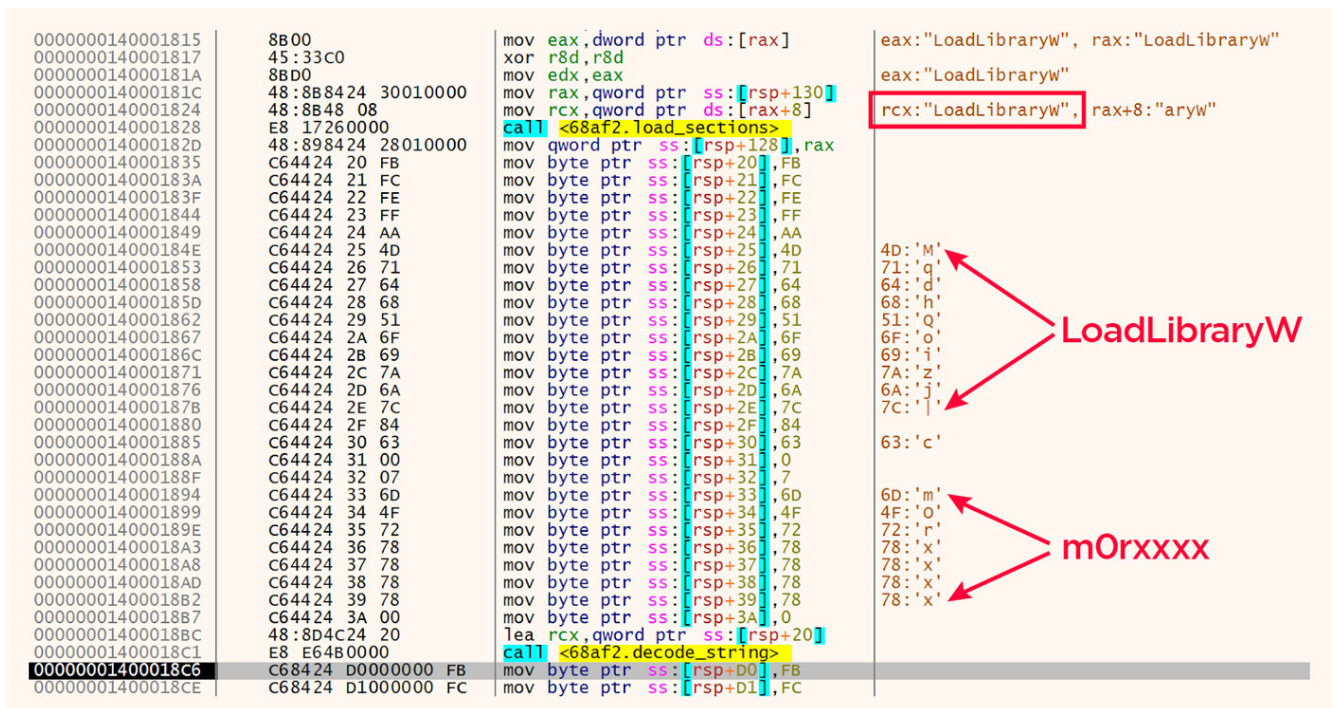 0000000140001815 8B00 mov eax,dword ptr ds:[rax] eax:"LoadLibraryW", rax:"LoadLibraryW"
0000000140001817 45:33C0 xor r8d,r8d
000000014000181A 8BD0 mov edx,eax eax:"LoadLibraryW"
000000014000181C 48:8B8424 30010000 mov rax,qword ptr ss:[rsp+130]
0000000140001824 48:8B48 08 mov rcx,qword ptr ds:[rax+8] rcx:"LoadLibraryW", rax+8:"aryW"
0000000140001828 E8 17260000 call <68af2.load_sections>
000000014000182D 48:898424 28010000 mov qword ptr ss:[rsp+128],rax
0000000140001835 C64424 20 FB mov byte ptr ss:[rsp+20],FB
000000014000183A C64424 21 FC mov byte ptr ss:[rsp+21],FC
000000014000183F C64424 22 FE mov byte ptr ss:[rsp+22],FE
0000000140001844 C64424 23 FF mov byte ptr ss:[rsp+23],FF
0000000140001849 C64424 24 AA mov byte ptr ss:[rsp+24],AA
000000014000184E C64424 25 4D mov byte ptr ss:[rsp+25],4D 4D:'M'
0000000140001853 C64424 26 71 mov byte ptr ss:[rsp+26],71 71:'q'
0000000140001858 C64424 27 64 mov byte ptr ss:[rsp+27],64 64:'d'
000000014000185D C64424 28 68 mov byte ptr ss:[rsp+28],68 68:'h'
0000000140001862 C64424 29 51 mov byte ptr ss:[rsp+29],51 51:'Q' LoadLibraryW
0000000140001867 C64424 2A 6F mov byte ptr ss:[rsp+2A],6F 6F:'o'
000000014000186C C64424 2B 69 mov byte ptr ss:[rsp+2B],69 69:'i'
0000000140001871 C64424 2C 7A mov byte ptr ss:[rsp+2C],7A 7A:'z'
0000000140001876 C64424 2D 6A mov byte ptr ss:[rsp+2D],6A 6A:'j'
000000014000187B C64424 2E 7C mov byte ptr ss:[rsp+2E],7C 7C:'|'
0000000140001880 C64424 2F 84 mov byte ptr ss:[rsp+2F],84
0000000140001885 C64424 30 63 mov byte ptr ss:[rsp+30],63 63:'c'
000000014000188A C64424 31 00 mov byte ptr ss:[rsp+31],0
000000014000188F C64424 32 07 mov byte ptr ss:[rsp+32],7
0000000140001894 C64424 33 6D mov byte ptr ss:[rsp+33],6D 6D:'m'
0000000140001899 C64424 34 4F mov byte ptr ss:[rsp+34],4F 4F:'O'
000000014000189E C64424 35 72 mov byte ptr ss:[rsp+35],72 72:'r'
00000001400018A3 C64424 36 78 mov byte ptr ss:[rsp+36],78 78:'x' m0rxxxx
00000001400018A8 C64424 37 78 mov byte ptr ss:[rsp+37],78 78:'x'
00000001400018AD C64424 38 78 mov byte ptr ss:[rsp+38],78 78:'x'
00000001400018B2 C64424 39 78 mov byte ptr ss:[rsp+39],78 78:'x'
00000001400018B7 C64424 3A 00 mov byte ptr ss:[rsp+3A],0
00000001400018BC 48:8D4C24 20 lea rcx,qword ptr ss:[rsp+20]
00000001400018C1 E8 E64B0000 call <68af2.decode_string>
00000001400018C6 C68424 D0000000 FB mov byte ptr ss:[rsp+D0],FB
00000001400018CE C68424 D1000000 FC mov byte ptr ss:[rsp+D1],FC